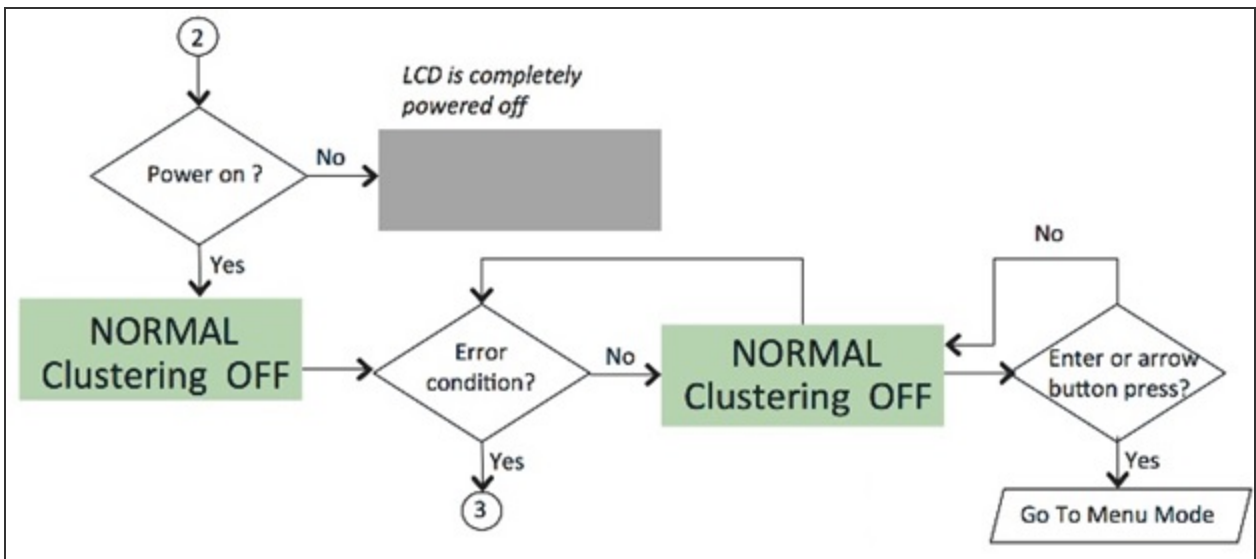 2
LCD is completely
powered off
Power on ?
No
Yes
NORMAL
Clustering OFF
Error
condition?
No
Yes
3
NORMAL
Clustering OFF
No
Enter or arrow
button press?
Yes
Go To Menu Mode